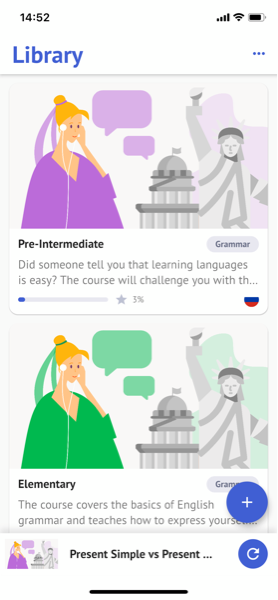 14:52
Library
Pre-Intermediate
Grammar
Did someone tell you that learning languages
is easy? The course will challenge you with th...
3%
Elementary
The course covers the basics of English
grammar and teaches how to express
Present Simple vs Present ...